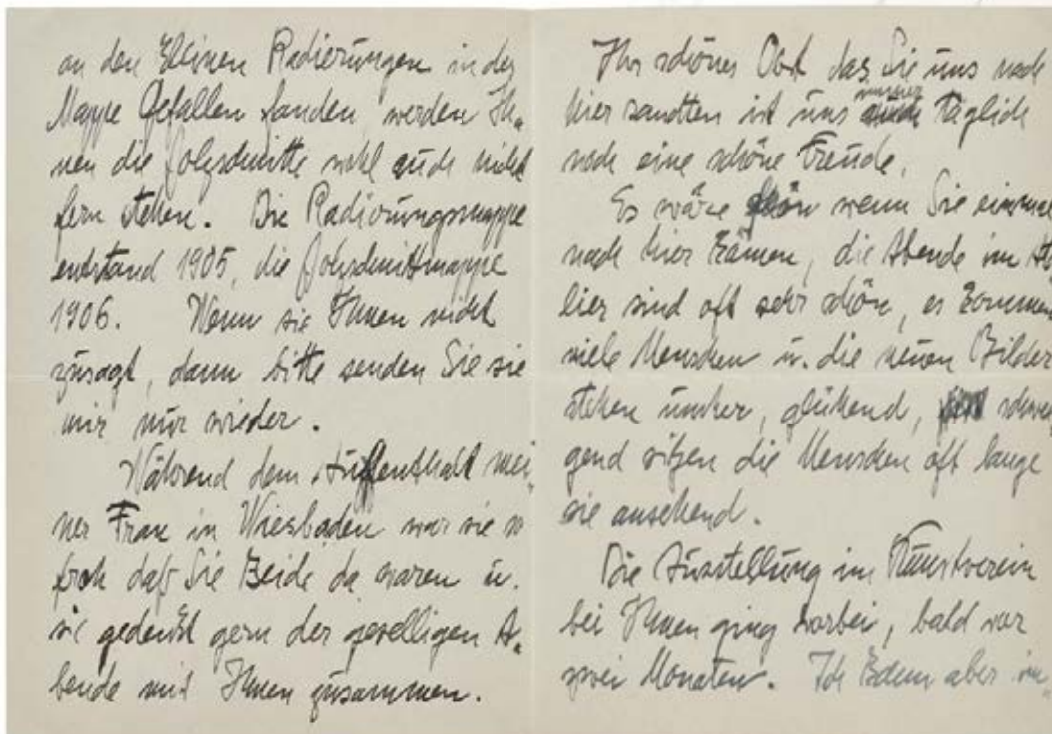 an den kleinen Radierungen in der
Mappe Gefallen fanden werden Ih„
nen die Holzschnitte wohl auch nicht
fern stehen. Die Radierungsmappe
entstand 1905, die Holzschnittmappe
1906. Wenn sie Ihnen nicht
zusagt, dann bitte senden Sie sie
mir nur wieder.
Während dem Auffenthalt mei„
ner Frau in Wiesbaden war sie so
froh daß Sie Beide da waren u.
sie gedenkt gern der geselligen A„
bende mit Ihnen zusammen.
Ihr schönes Obst das Sie uns nach
hier sandten ist uns immer täglich
noch eine schöne Freude.
Es wäre schön wenn Sie einmal
nach hier kämen, die Abende im At
lier sind oft sehr schön, es kommen
viele Menschen u. die neuen Bilder
stehen umher, glühend, schwei
gend sitzen die Menschen oft lange
sie ansehend.
Die Ausstellung im Kunstverein
bei Ihnen ging vorbei, bald vor
zwei Monaten. Ich kam aber im„